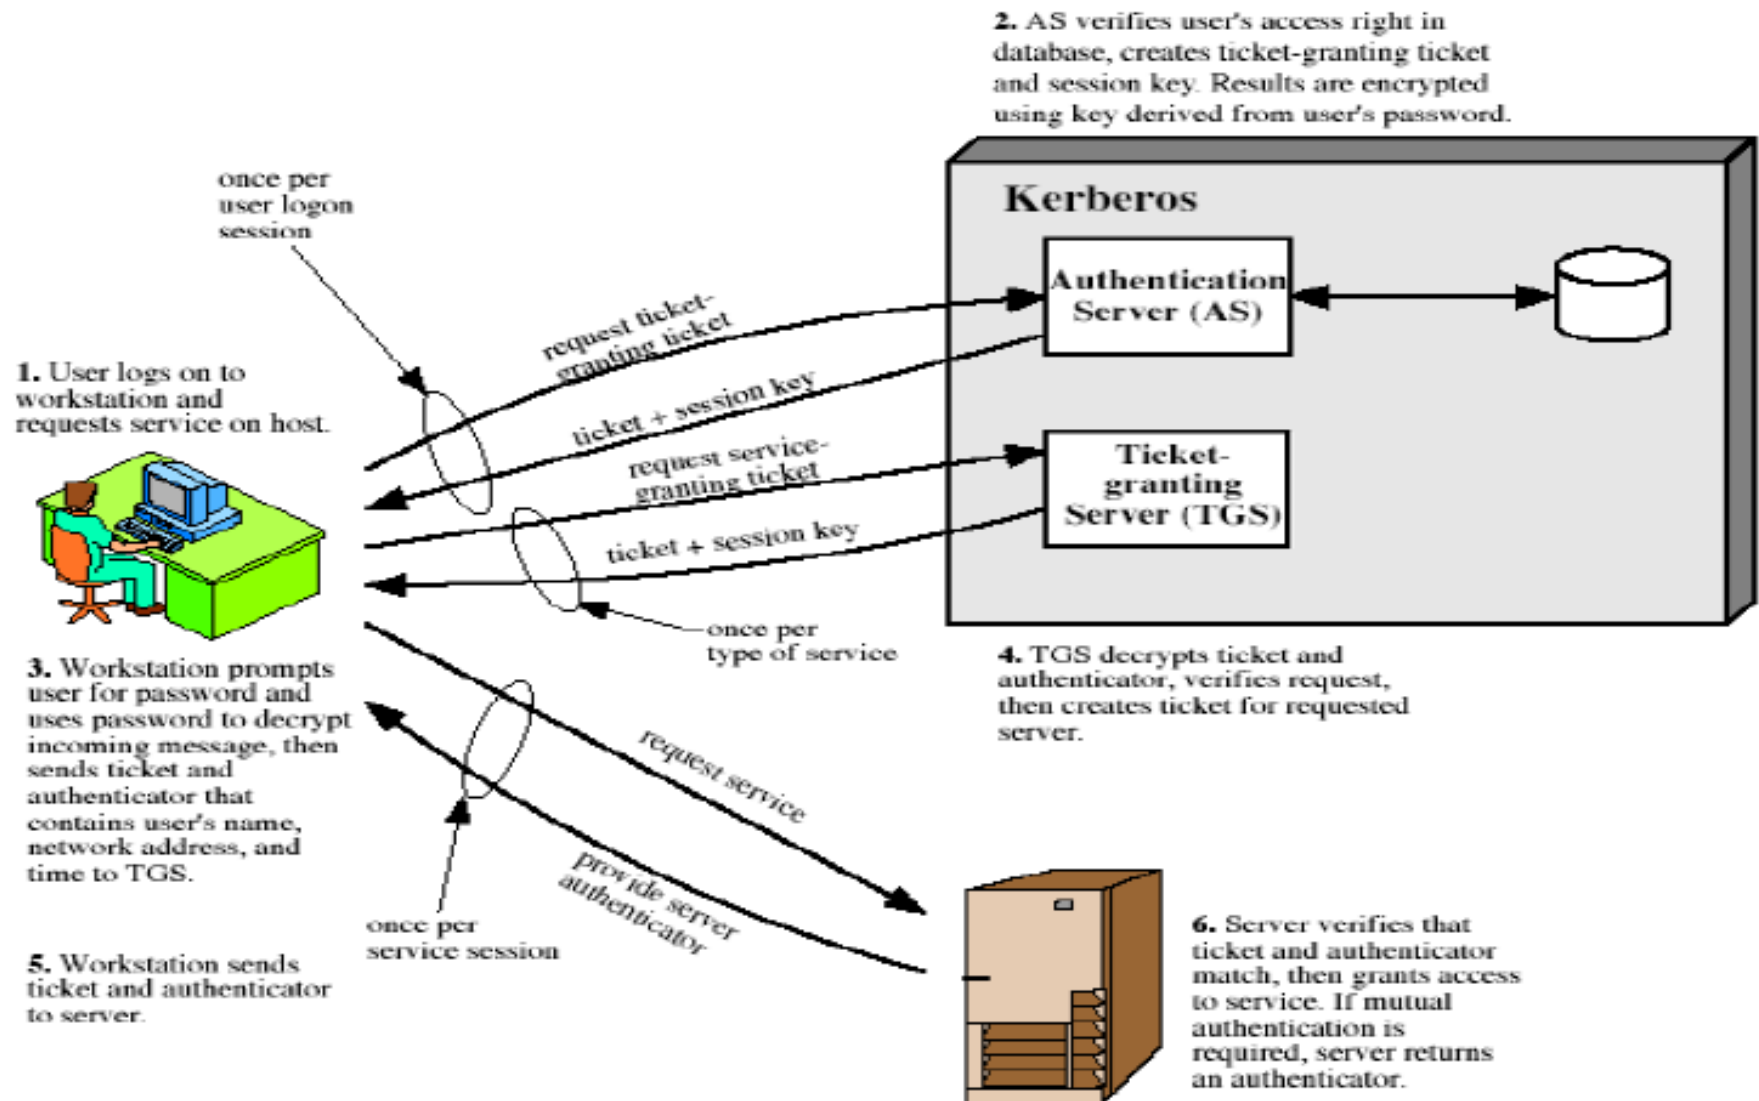 2. AS verifies user's access right in
database, creates ticket-granting ticket
and session key. Results are encrypted
using key derived from user's password.
once per
user logon
session
Kerberos
Authentication
Server (AS)
request ticket-
granting ticket
1. User logs on to
workstation and
requests service on host.
ticket + session key
request service-
granting ticket
Ticket-
granting
Server (TGS)
ticket + session key
once per
type of service
3. Workstation prompts
user for password and
uses password to decrypt
incoming message, then
sends ticket and
authenticator that
contains user's name,
network address, and
time to TGS.
4. TGS decrypts ticket and
authenticator, verifies request,
then creates ticket for requested
server.
request service
provide server
authenticator
once per
service session
5. Workstation sends
ticket and authenticator
to server.
6. Server verifies that
ticket and authenticator
match, then grants access
to service. If mutual
authentication is
required, server returns
an authenticator.